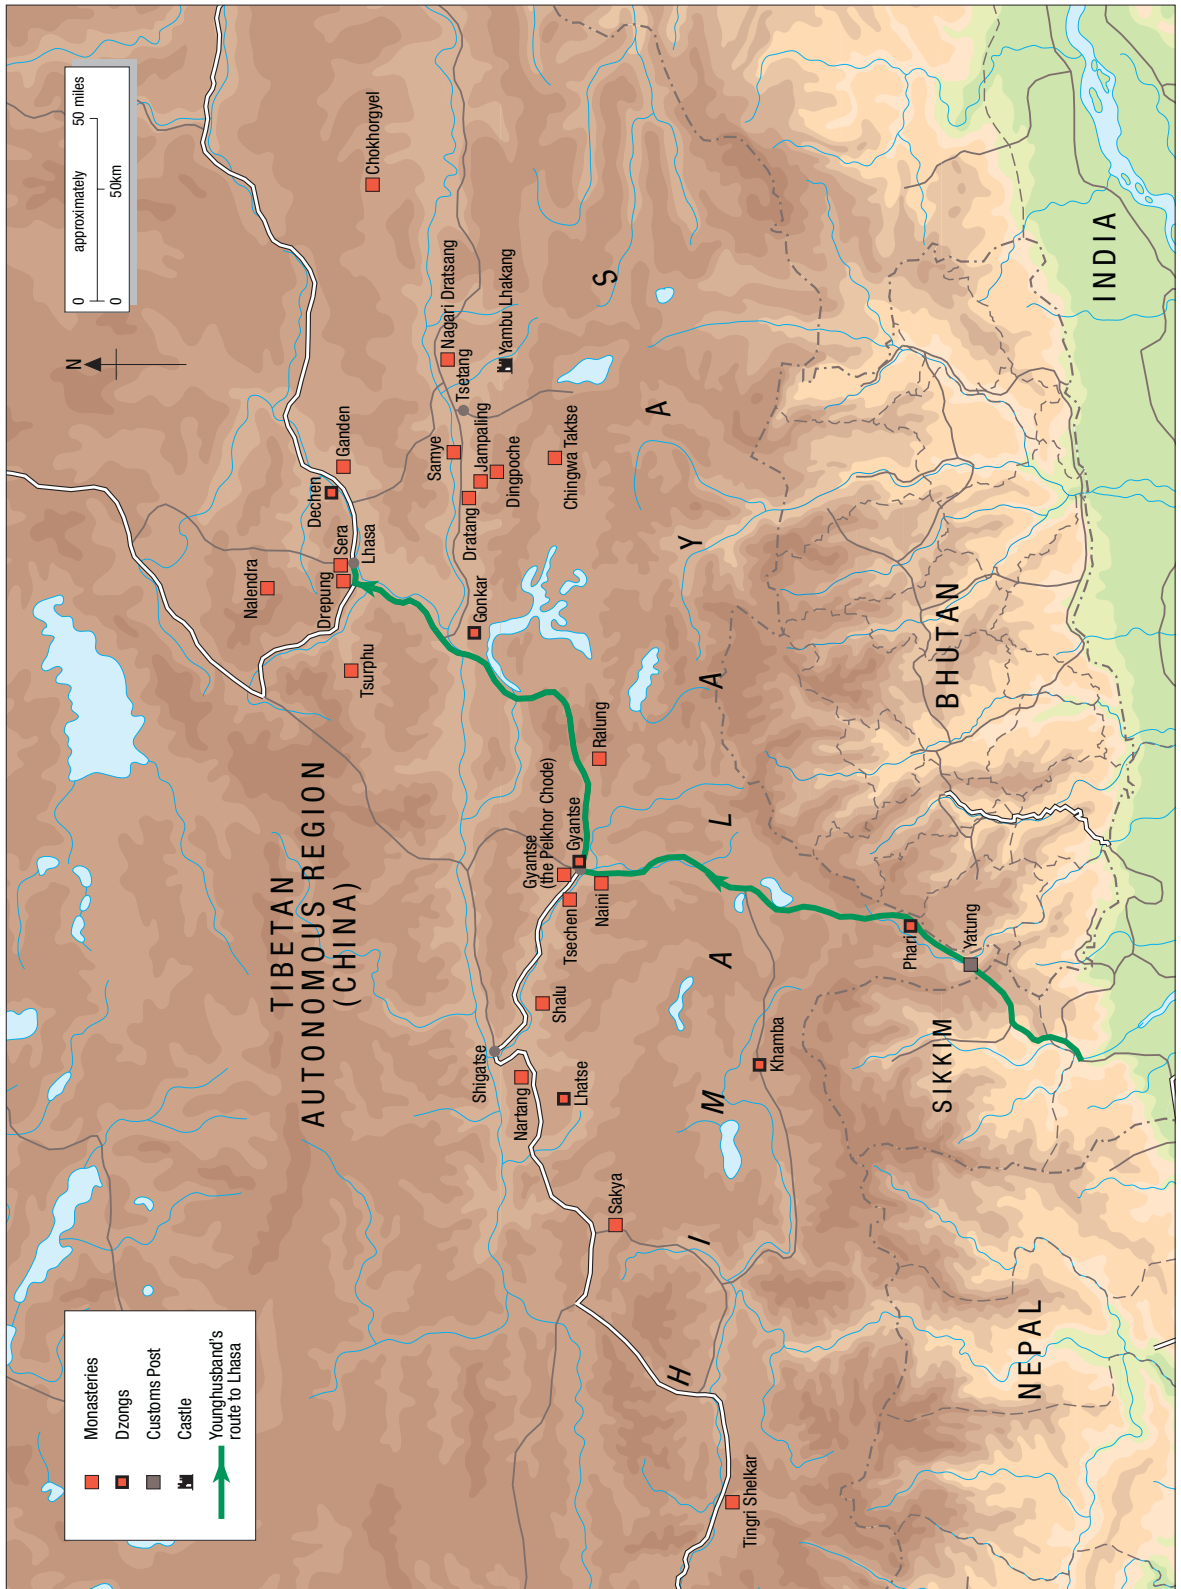 Monasteries
Dzongs
Customs Post
Castle
Younghusband's
route to Lhasa
N
0 approximately 50 miles
0 50km
TIBETAN
AUTONOMOUS REGION
(CHINA)
Nalendra
Tsurphu
Drepung
Sera
Lhasa
Dechen
Ganden
Chokhorgyel
Samye
Nagari Dratsang
Tsetang
Yambu Lhakang
Dratang
Jampaling
Dingpoche
Chingwa Taktse
Gonkar
Shigatse
Nartang
Lhatse
Shalu
Tsechen
Gyantse
(the Pelkhor Chode)
Gyantse
Naini
Ralung
Sakya
Tingri Shelkar
Khamba
Phari
Yatung
H I M A L A Y A S
NEPAL
SIKKIM
BHUTAN
INDIA